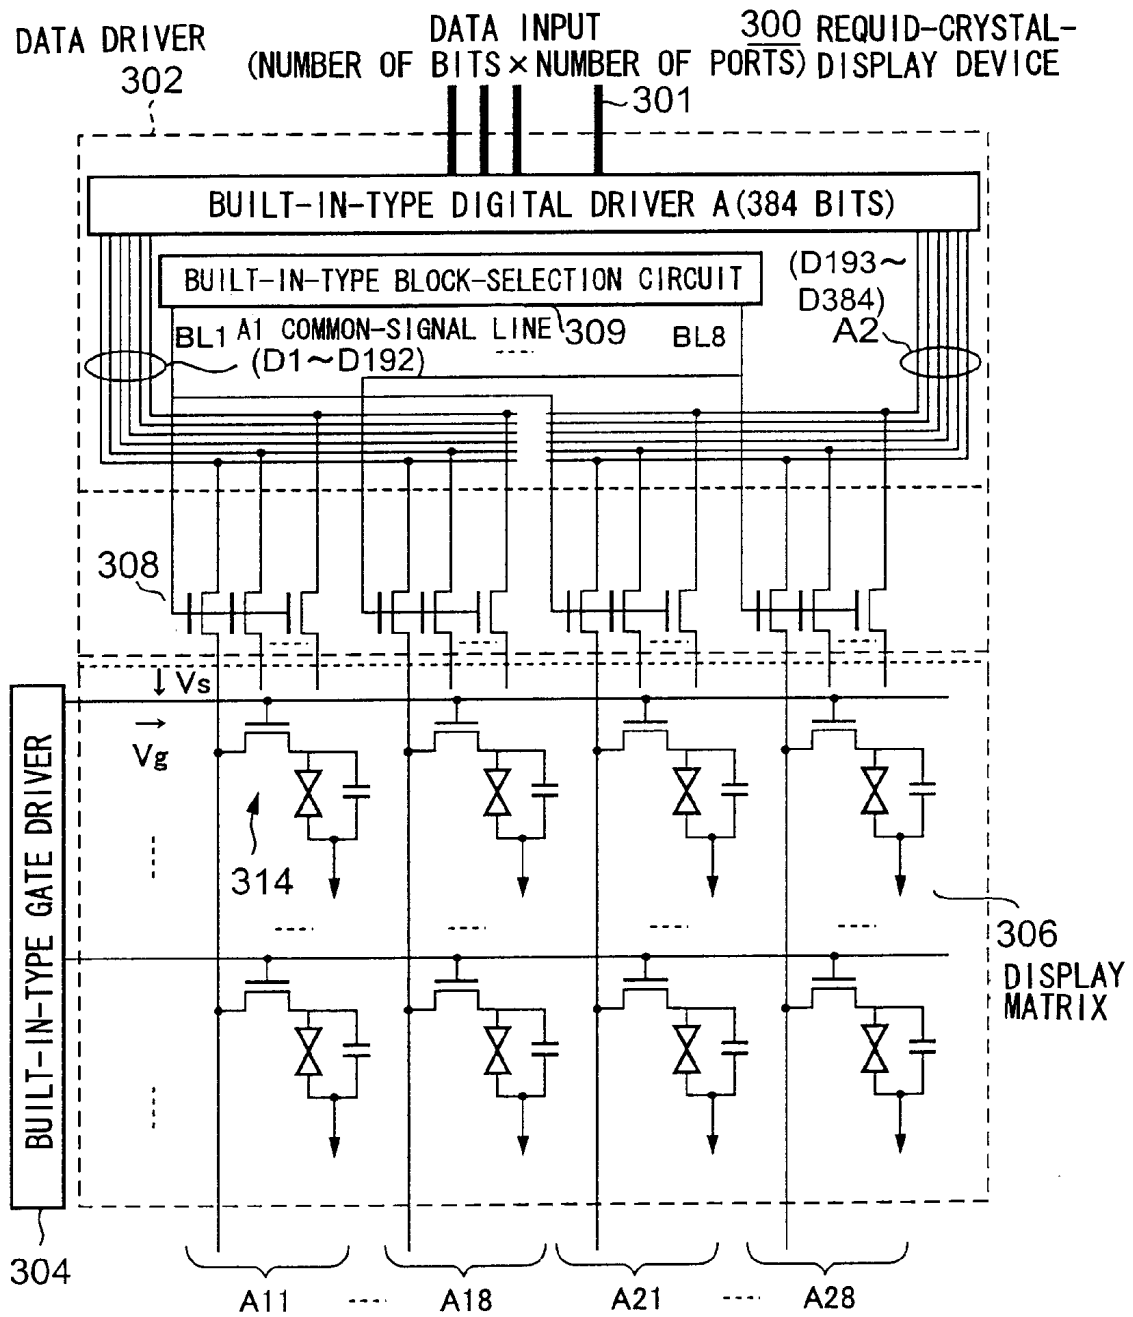 DATA DRIVER
302
DATA INPUT
(NUMBER OF BITS×NUMBER OF PORTS)
300 REQUID-CRYSTAL-
DISPLAY DEVICE
301
BUILT-IN-TYPE DIGITAL DRIVER A(384 BITS)
BUILT-IN-TYPE BLOCK-SELECTION CIRCUIT
(D193~
D384)
A2
BL1
A1 COMMON-SIGNAL LINE
309
(D1~D192)
BL8
308
Vs
Vg
314
BUILT-IN-TYPE GATE DRIVER
304
306
DISPLAY
MATRIX
A11
A18
A21
A28